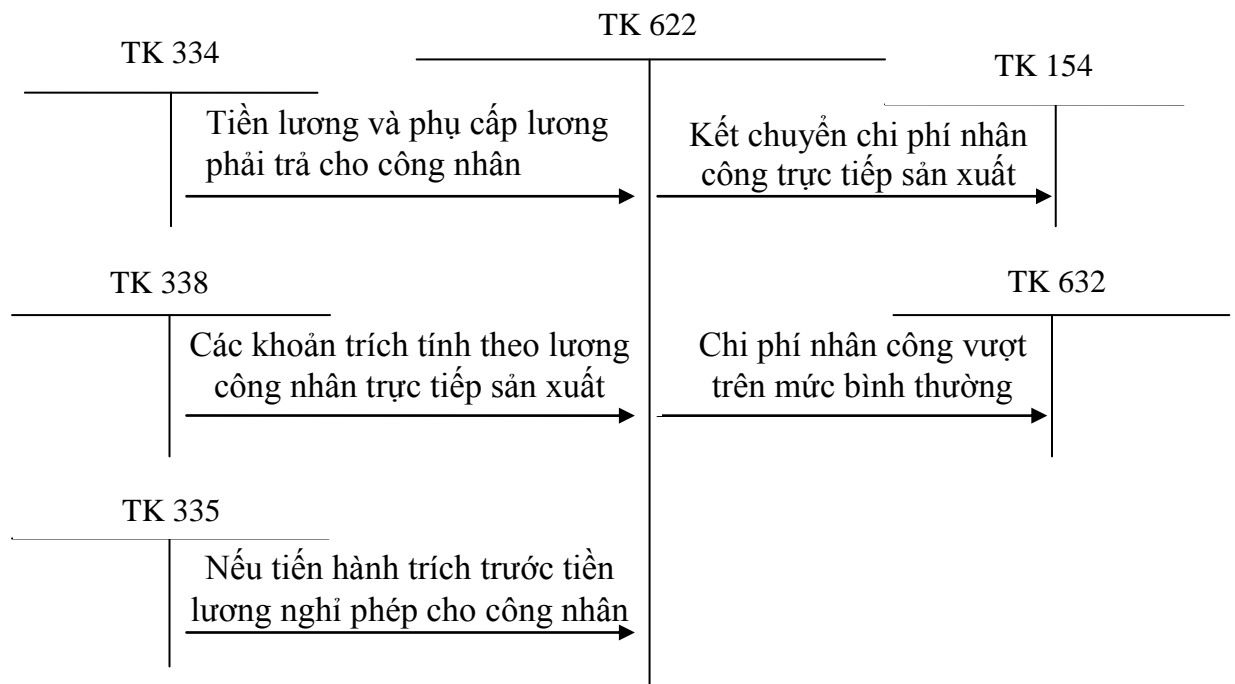 TK 622
TK 334
TK 154
Tiền lương và phụ cấp lương
phải trả cho công nhân
Kết chuyển chi phí nhân
công trực tiếp sản xuất
TK 338
TK 632
Các khoản trích tính theo lương
công nhân trực tiếp sản xuất
Chi phí nhân công vượt
trên mức bình thường
TK 335
Nếu tiến hành trích trước tiền
lương nghỉ phép cho công nhân